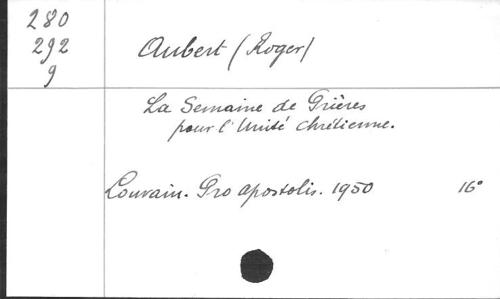 280
292
9
Aubert (Roger)
La Semaine de Prières
pour l'Unité chrétienne.
Louvain. Pro apostolis. 1950 16°